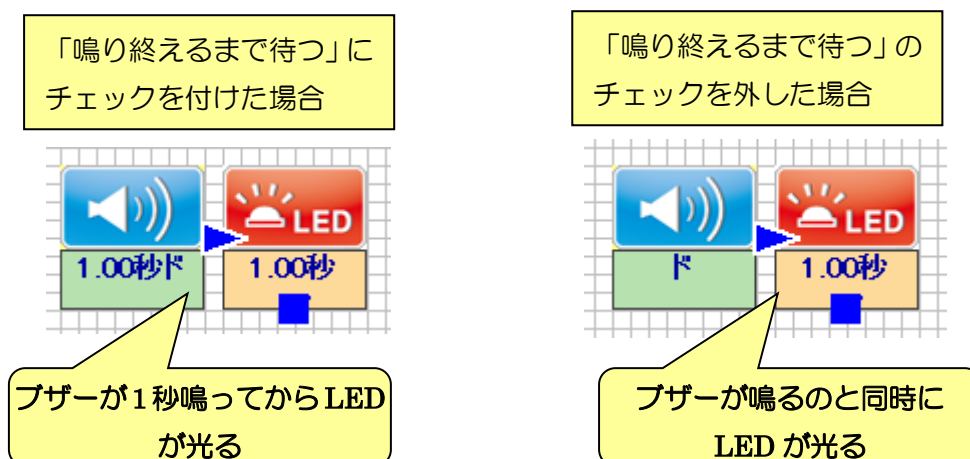 「鳴り終えるまで待つ」に
チェックを付けた場合
LED
1.00秒ド
1.00秒
ブザーが1秒鳴ってからLED
が光る
「鳴り終えるまで待つ」の
チェックを外した場合
LED
ド
1.00秒
ブザーが鳴るのと同時に
LED が光る